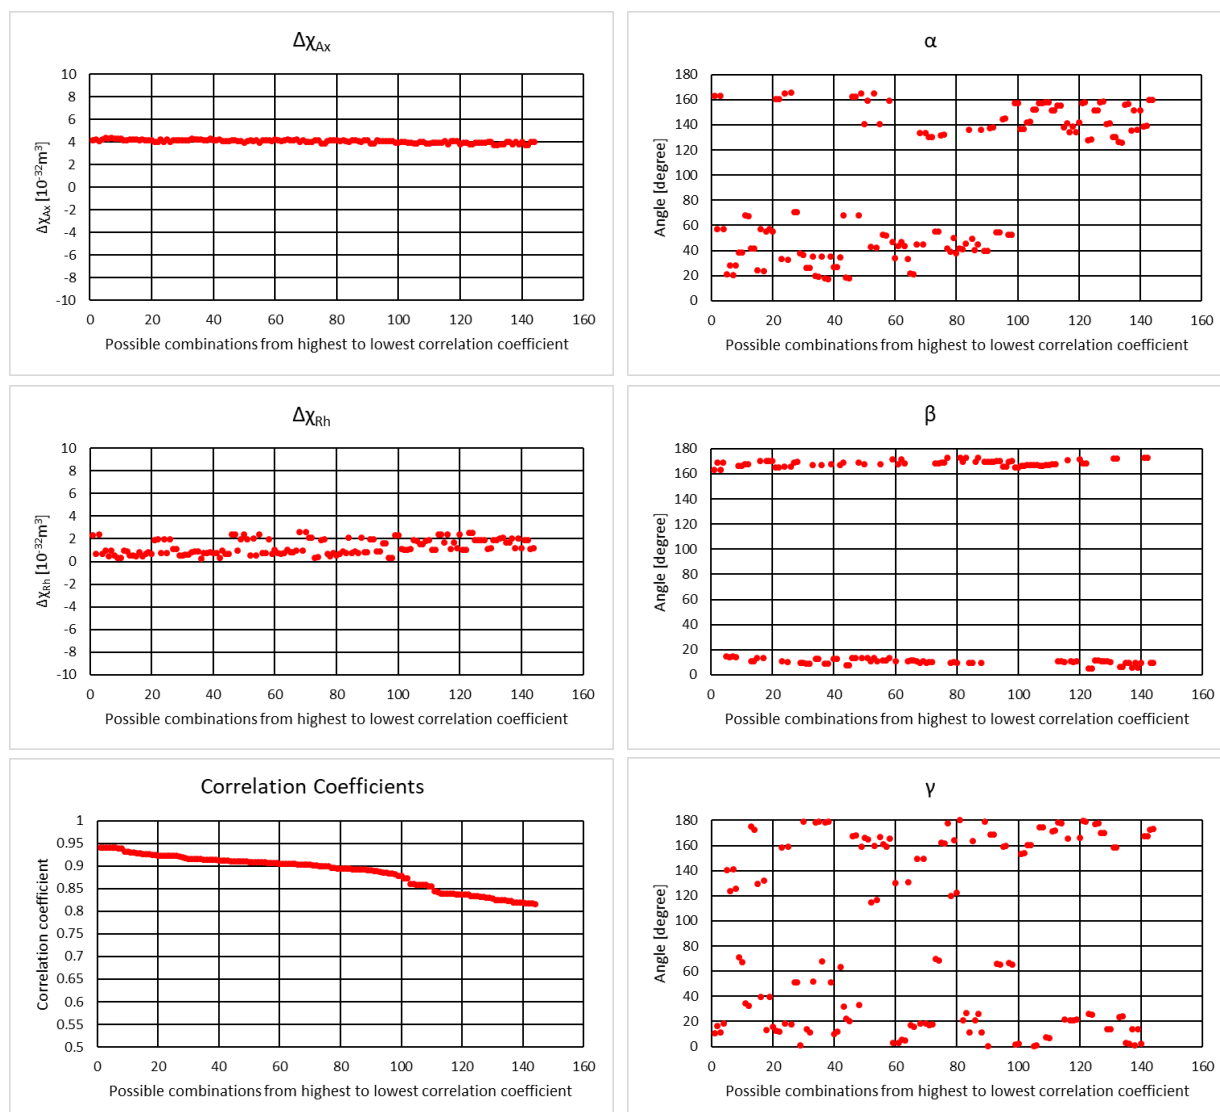 Δχ_Ax
10
8
6
4
2
0
-2
-4
-6
-8
-10
Δχ_Ax [10^-32 m^3]
0 20 40 60 80 100 120 140 160
Possible combinations from highest to lowest correlation coefficient
α
180
160
140
120
100
80
60
40
20
0
Angle [degree]
0 20 40 60 80 100 120 140 160
Possible combinations from highest to lowest correlation coefficient
Δχ_Rh
10
8
6
4
2
0
-2
-4
-6
-8
-10
Δχ_Rh [10^-32 m^3]
0 20 40 60 80 100 120 140 160
Possible combinations from highest to lowest correlation coefficient
β
180
160
140
120
100
80
60
40
20
0
Angle [degree]
0 20 40 60 80 100 120 140 160
Possible combinations from highest to lowest correlation coefficient
Correlation Coefficients
1
0.95
0.9
0.85
0.8
0.75
0.7
0.65
0.6
0.55
0.5
Correlation coefficient
0 20 40 60 80 100 120 140 160
Possible combinations from highest to lowest correlation coefficient
γ
180
160
140
120
100
80
60
40
20
0
Angle [degree]
0 20 40 60 80 100 120 140 160
Possible combinations from highest to lowest correlation coefficient